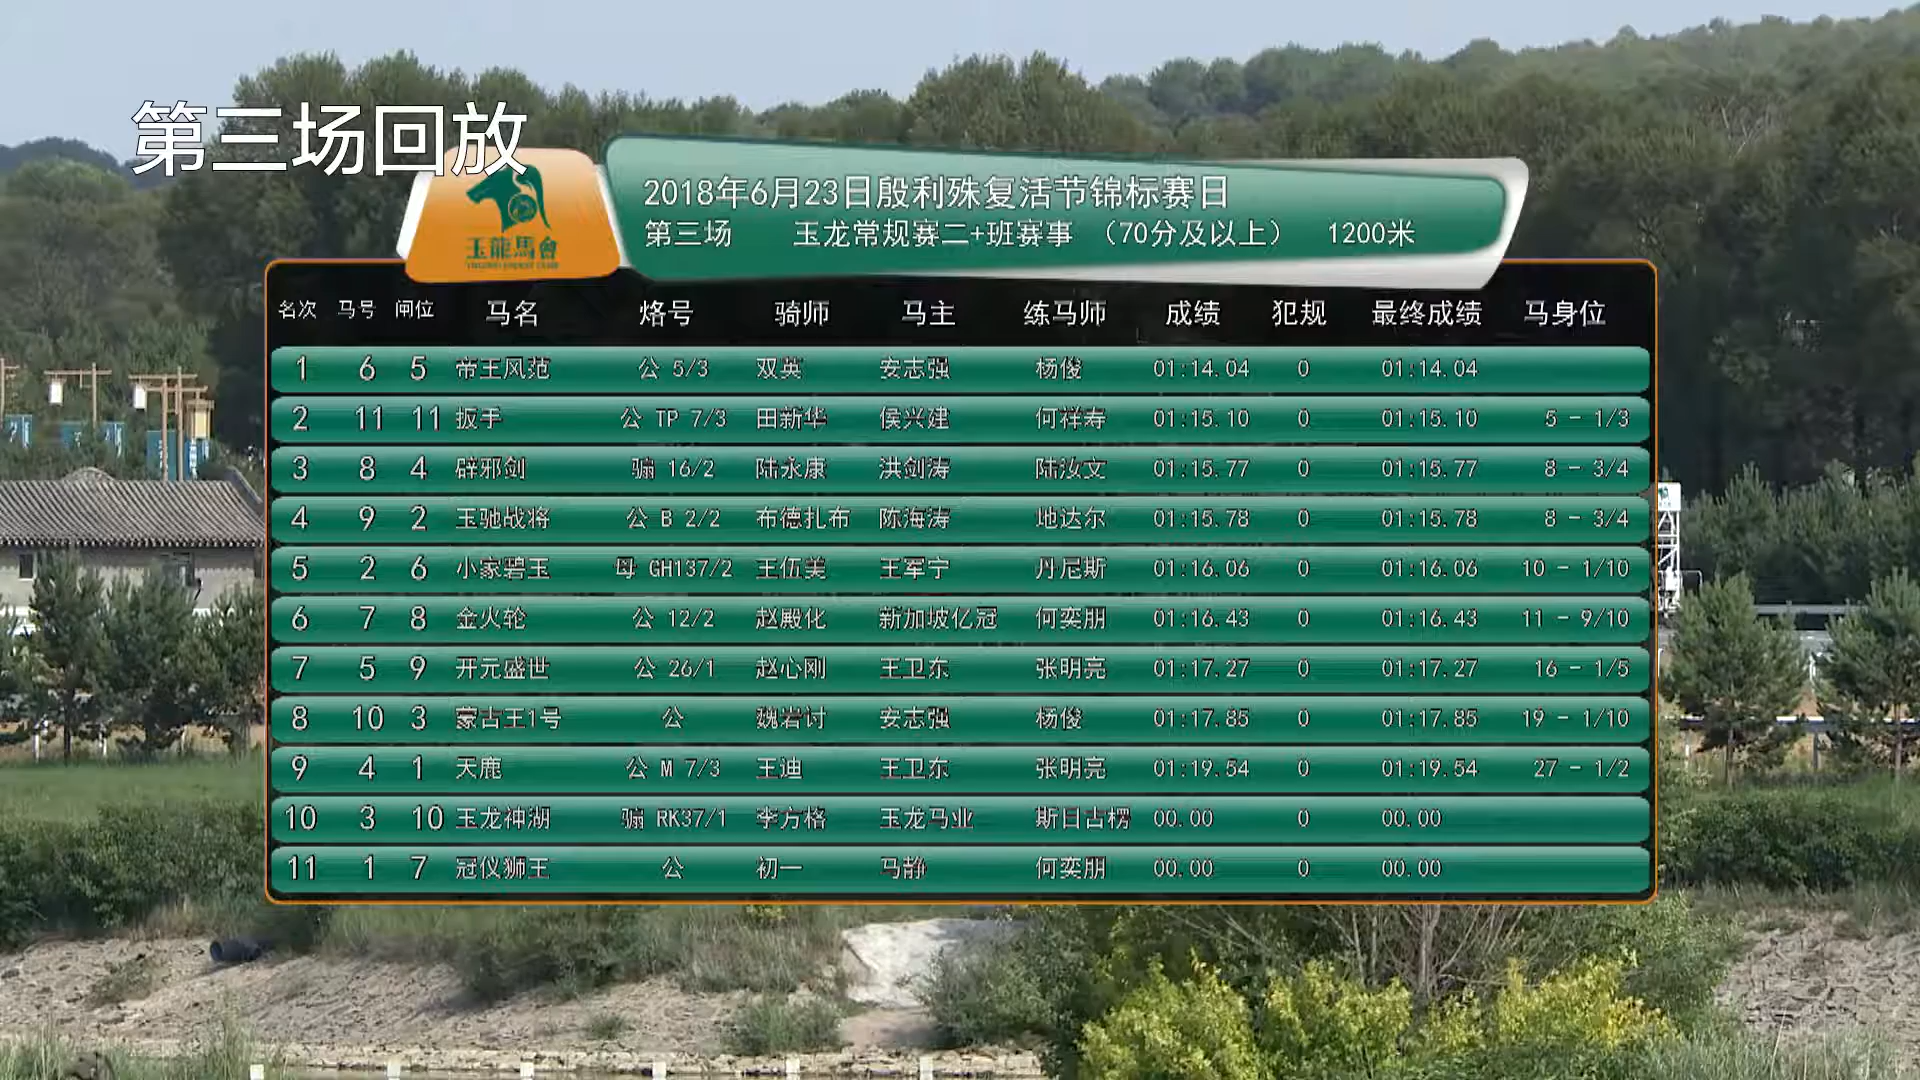 第三场回放
玉龍馬會
2018年6月23日殷利殊复活节锦标赛日
第三场 玉龙常规赛二+班赛事 （70分及以上） 1200米
名次 马号 闸位 马名 烙号 骑师 马主 练马师 成绩 犯规 最终成绩 马身位
1 6 5 帝王风范 公 5/3 双英 安志强 杨俊 01:14.04 0 01:14.04
2 11 11 扳手 公 TP 7/3 田新华 侯兴建 何祥寿 01:15.10 0 01:15.10 5 - 1/3
3 8 4 辟邪剑 骟 16/2 陆永康 洪剑涛 陆汝文 01:15.77 0 01:15.77 8 - 3/4
4 9 2 玉驰战将 公 B 2/2 布德扎布 陈海涛 地达尔 01:15.78 0 01:15.78 8 - 3/4
5 2 6 小家碧玉 母 GH137/2 王伍美 王军宁 丹尼斯 01:16.06 0 01:16.06 10 - 1/10
6 7 8 金火轮 公 12/2 赵殿化 新加坡亿冠 何奕朋 01:16.43 0 01:16.43 11 - 9/10
7 5 9 开元盛世 公 26/1 赵心刚 王卫东 张明亮 01:17.27 0 01:17.27 16 - 1/5
8 10 3 蒙古王1号 公 魏岩讨 安志强 杨俊 01:17.85 0 01:17.85 19 - 1/10
9 4 1 天鹿 公 M 7/3 王迪 王卫东 张明亮 01:19.54 0 01:19.54 27 - 1/2
10 3 10 玉龙神湖 骟 RK37/1 李方格 玉龙马业 斯日古楞 00.00 0 00.00
11 1 7 冠仪狮王 公 初一 马静 何奕朋 00.00 0 00.00